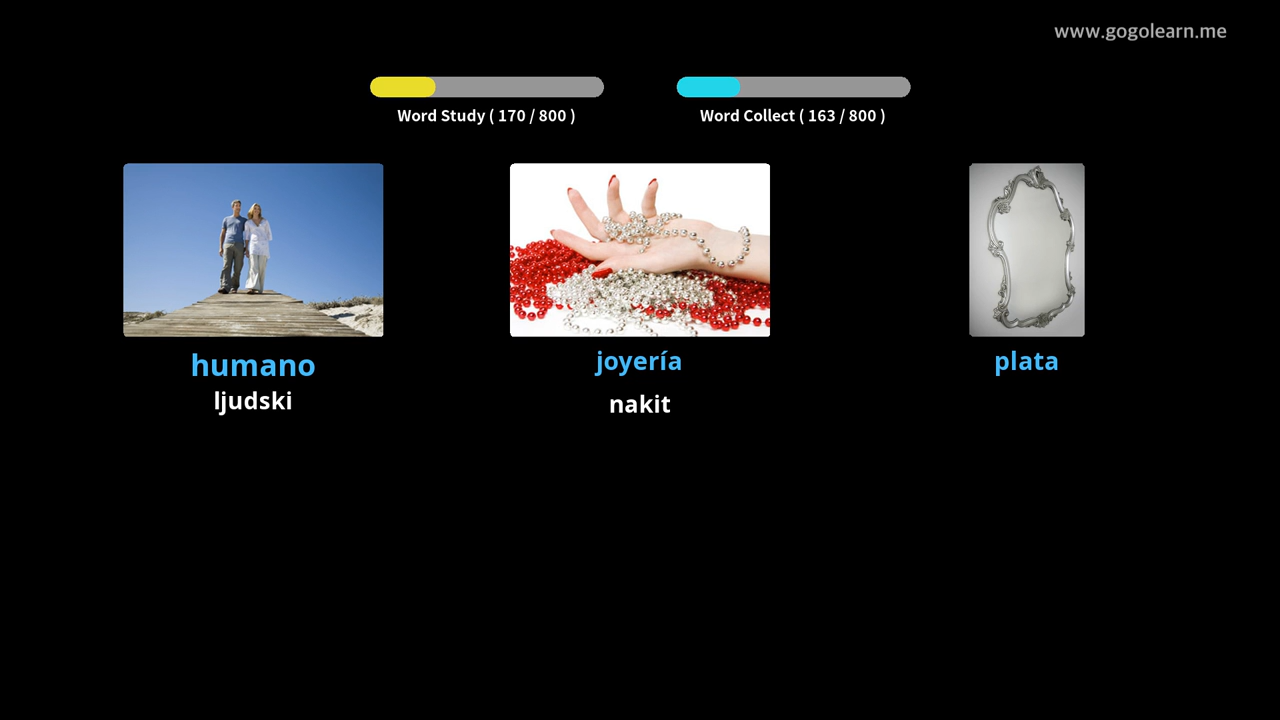 www.gogolearn.me
Word Study ( 170 / 800 )
Word Collect ( 163 / 800 )
humano
ljudski
joyería
nakit
plata